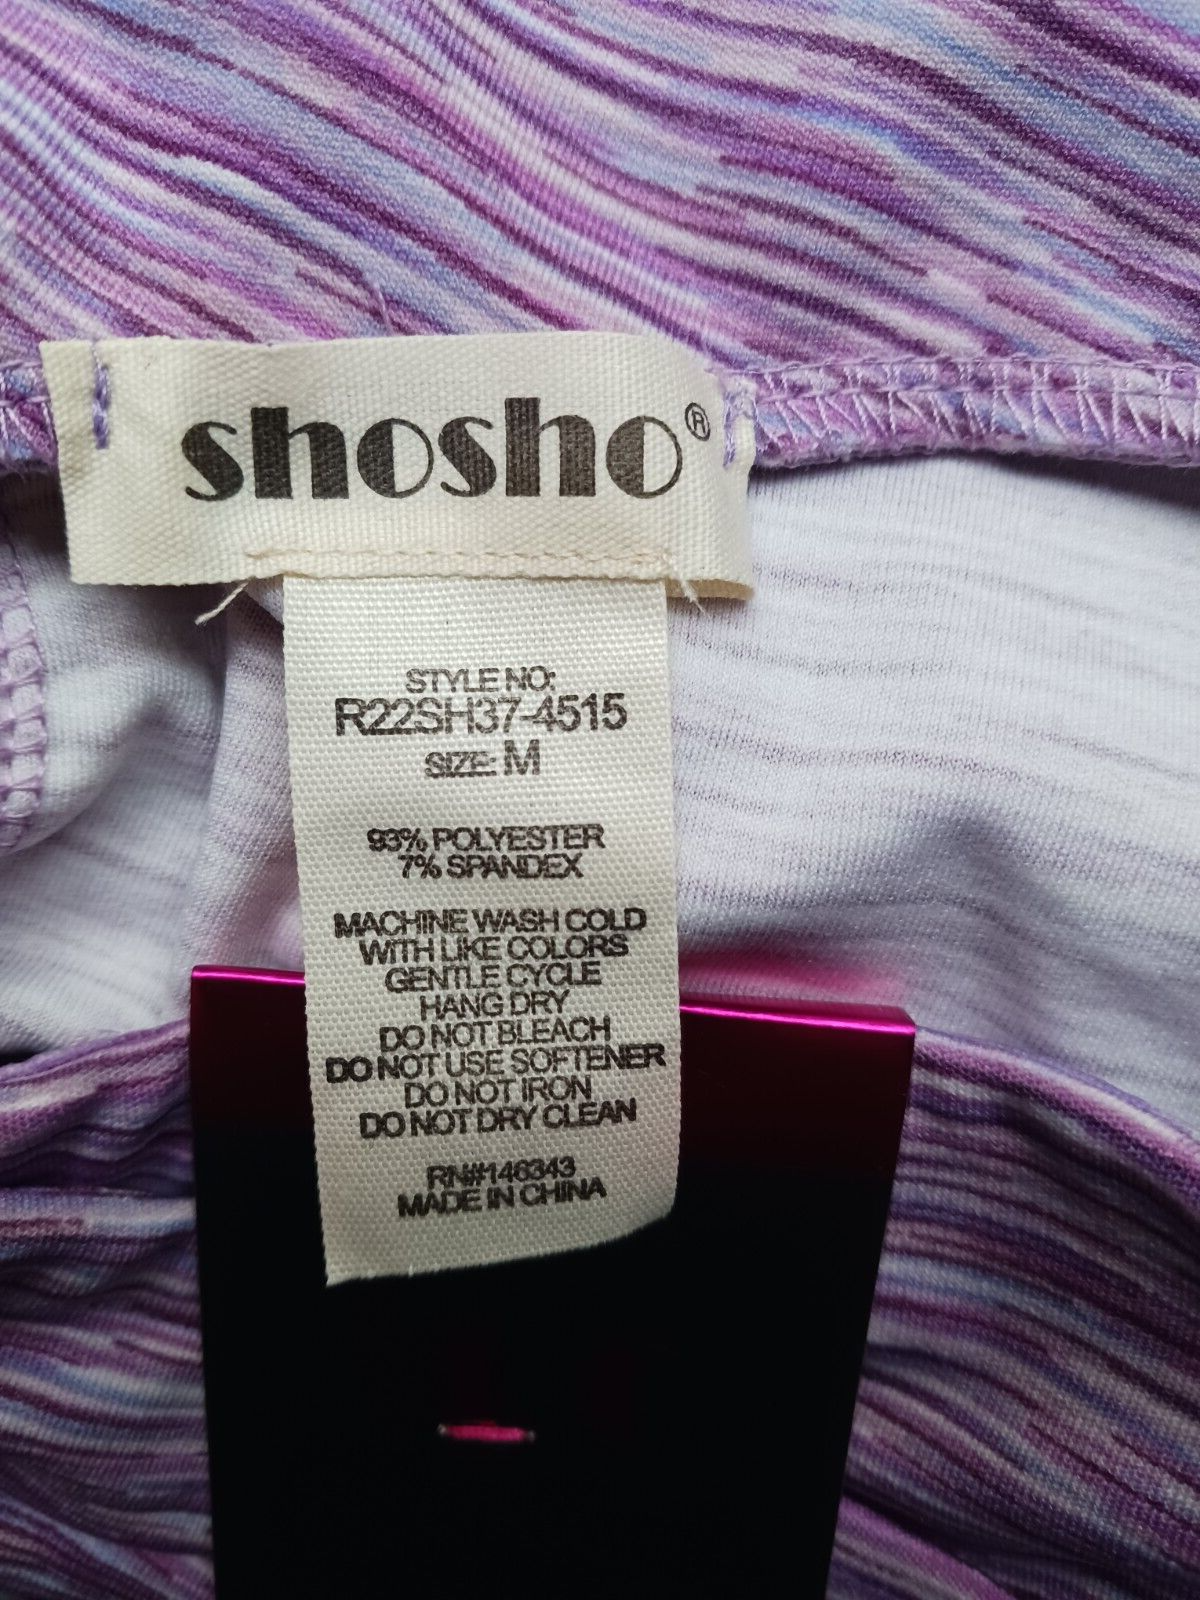 shosho®
STYLE NO:
R22SH37-4515
SIZE: M
93% POLYESTER
7% SPANDEX
MACHINE WASH COLD
WITH LIKE COLORS
GENTLE CYCLE
HANG DRY
DO NOT BLEACH
DO NOT USE SOFTENER
DO NOT IRON
DO NOT DRY CLEAN
RN#146343
MADE IN CHINA